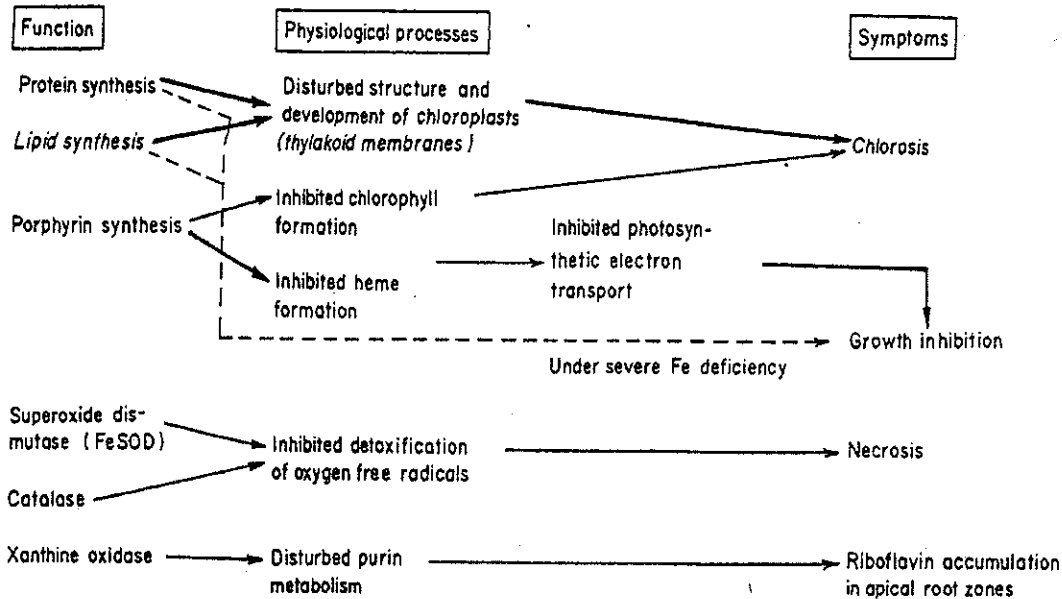 Function
Physiological processes
Symptoms
Protein synthesis
Lipid synthesis
Disturbed structure and
development of chloroplasts
(thylakoid membranes)
Chlorosis
Porphyrin synthesis
Inhibited chlorophyll
formation
Inhibited heme
formation
Inhibited photosyn-
thetic electron
transport
Growth inhibition
Under severe Fe deficiency
Superoxide dis-
mutase (FeSOD)
Catalase
Inhibited detoxification
of oxygen free radicals
Necrosis
Xanthine oxidase
Disturbed purin
metabolism
Riboflavin accumulation
in apical root zones